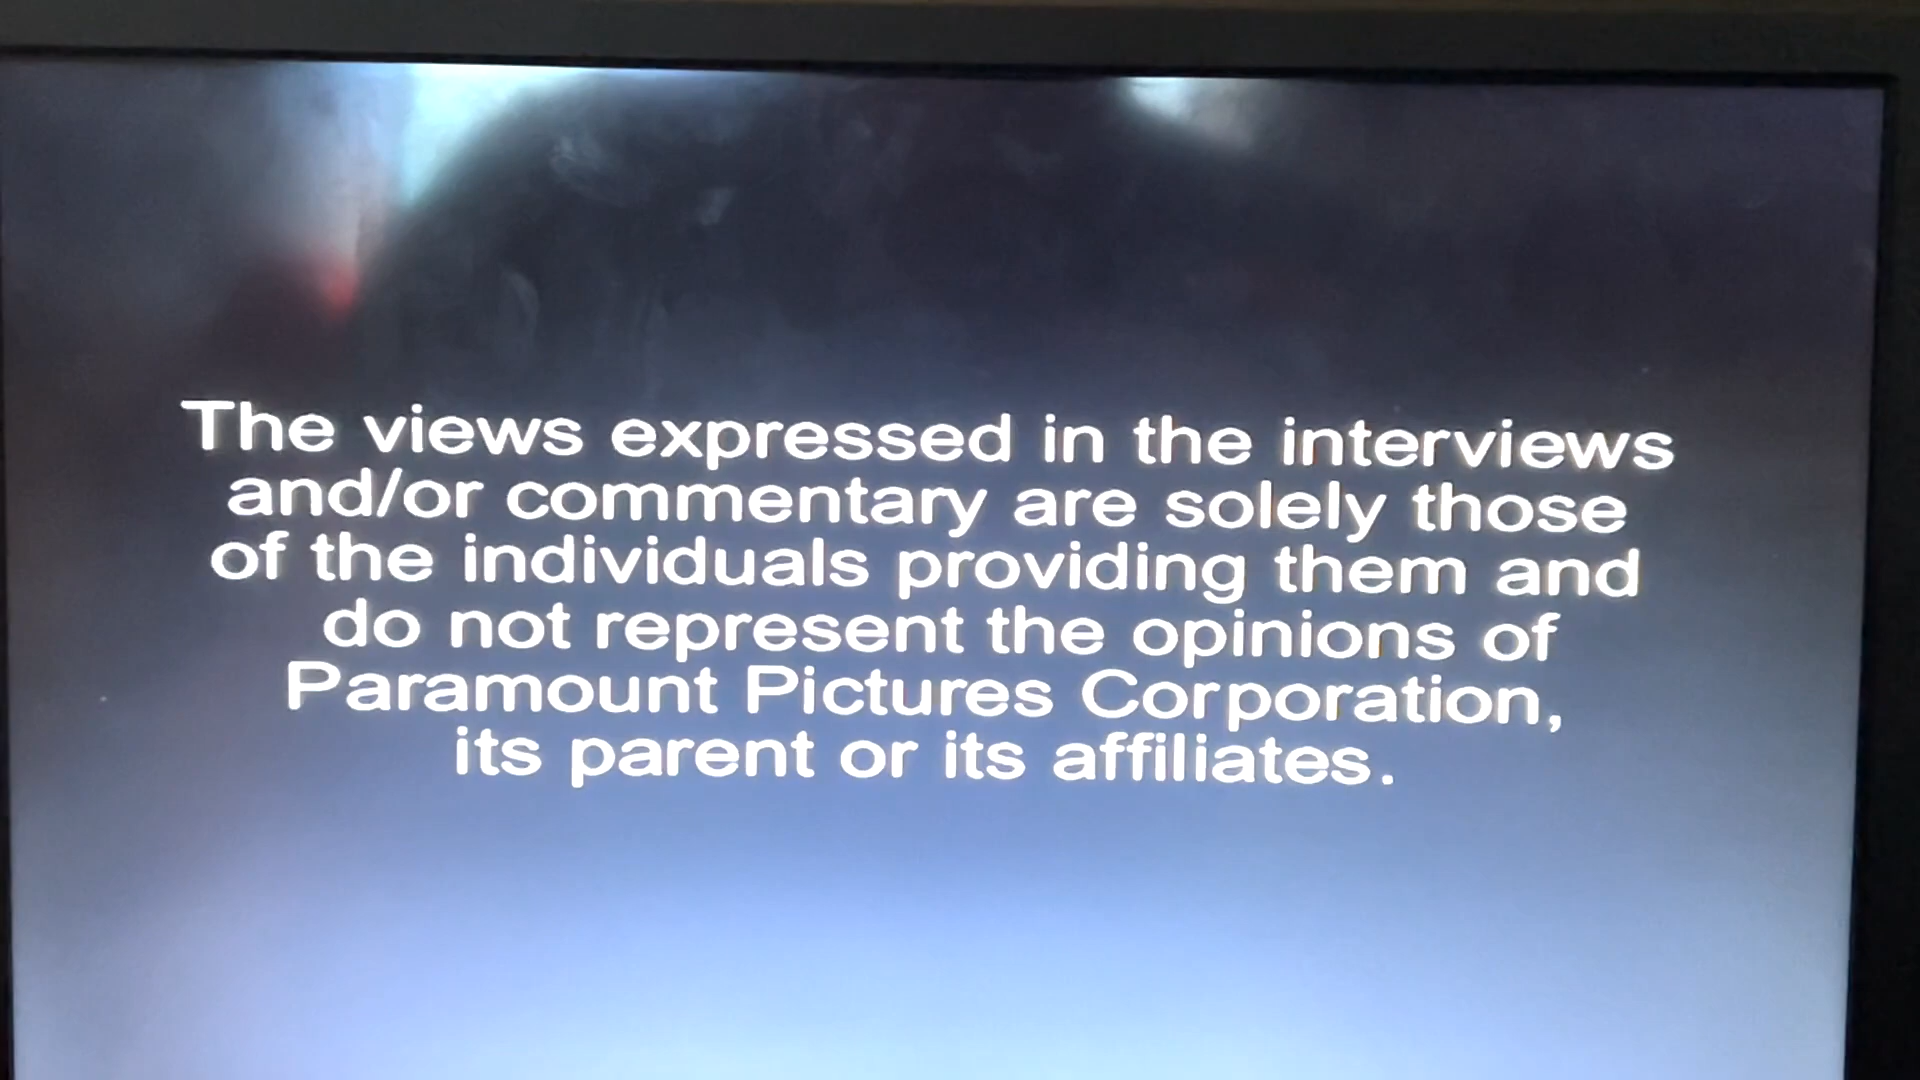 The views expressed in the interviews
and/or commentary are solely those
of the individuals providing them and
do not represent the opinions of
Paramount Pictures Corporation,
its parent or its affiliates.